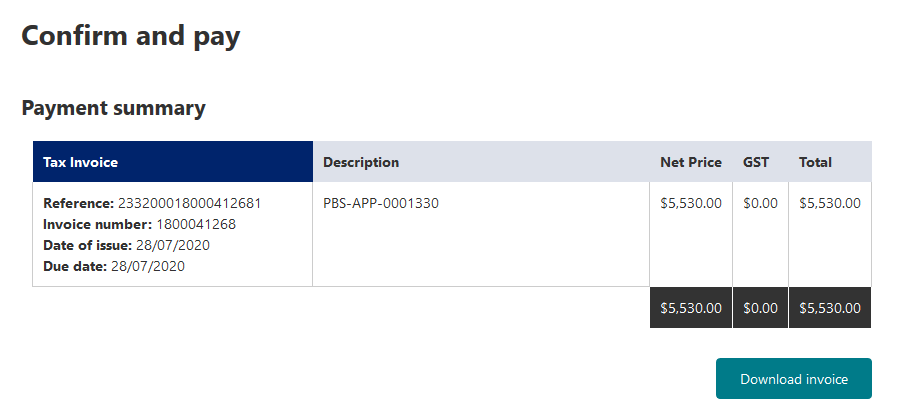 Confirm and pay
Payment summary
Tax Invoice Description Net Price GST Total
Reference: 233200018000412681 PBS-APP-0001330 $5,530.00 $0.00 $5,530.00
Invoice number: 1800041268
Date of issue: 28/07/2020
Due date: 28/07/2020
$5,530.00 $0.00 $5,530.00
Download invoice